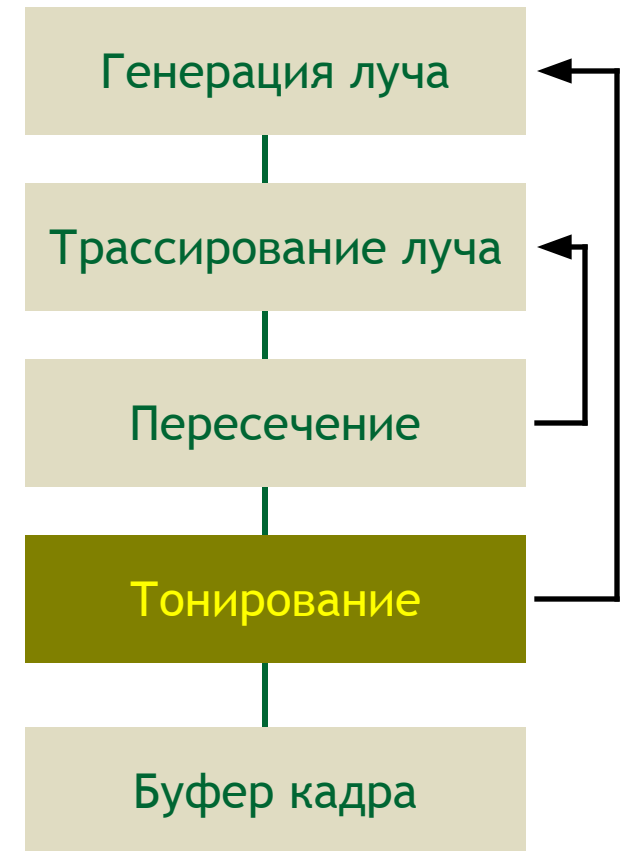 Генерация луча
Трассирование луча
Пересечение
Тонирование
Буфер кадра